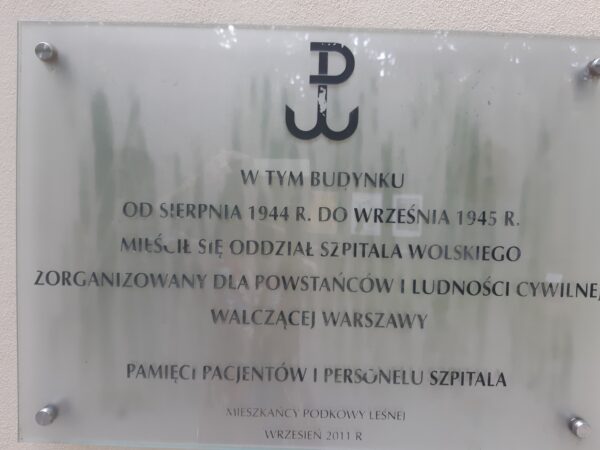 W TYM BUDYNKU
OD SIERPNIA 1944 R. DO WRZEŚNIA 1945 R.
MIEŚCIŁ SIĘ ODDZIAŁ SZPITALA WOLSKIEGO
ZORGANIZOWANY DLA POWSTAŃCÓW I LUDNOŚCI CYWILNEJ
WALCZĄCEJ WARSZAWY
PAMIĘCI PACJENTÓW I PERSONELU SZPITALA
MIESZKAŃCY PODKOWY LEŚNEJ
WRZESIEŃ 2011 R